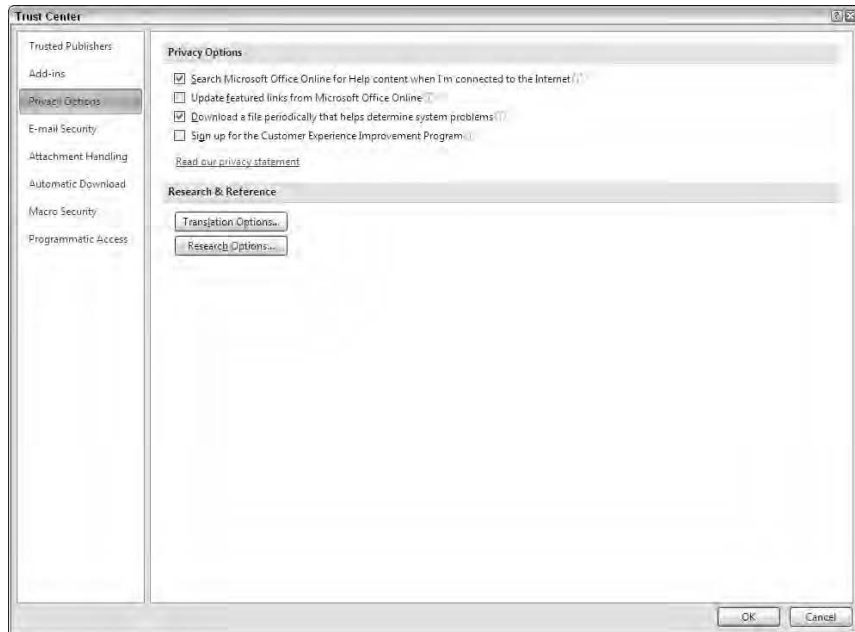 Trust Center
Trusted Publishers
Add-ins
Privacy Options
E-mail Security
Attachment Handling
Automatic Download
Macro Security
Programmatic Access
Privacy Options
Search Microsoft Office Online for Help content when I'm connected to the Internet
Update featured links from Microsoft Office Online
Download a file periodically that helps determine system problems
Sign up for the Customer Experience Improvement Program
Read our privacy statement
Research & Reference
Translation Options...
Research Options...
OK
Cancel